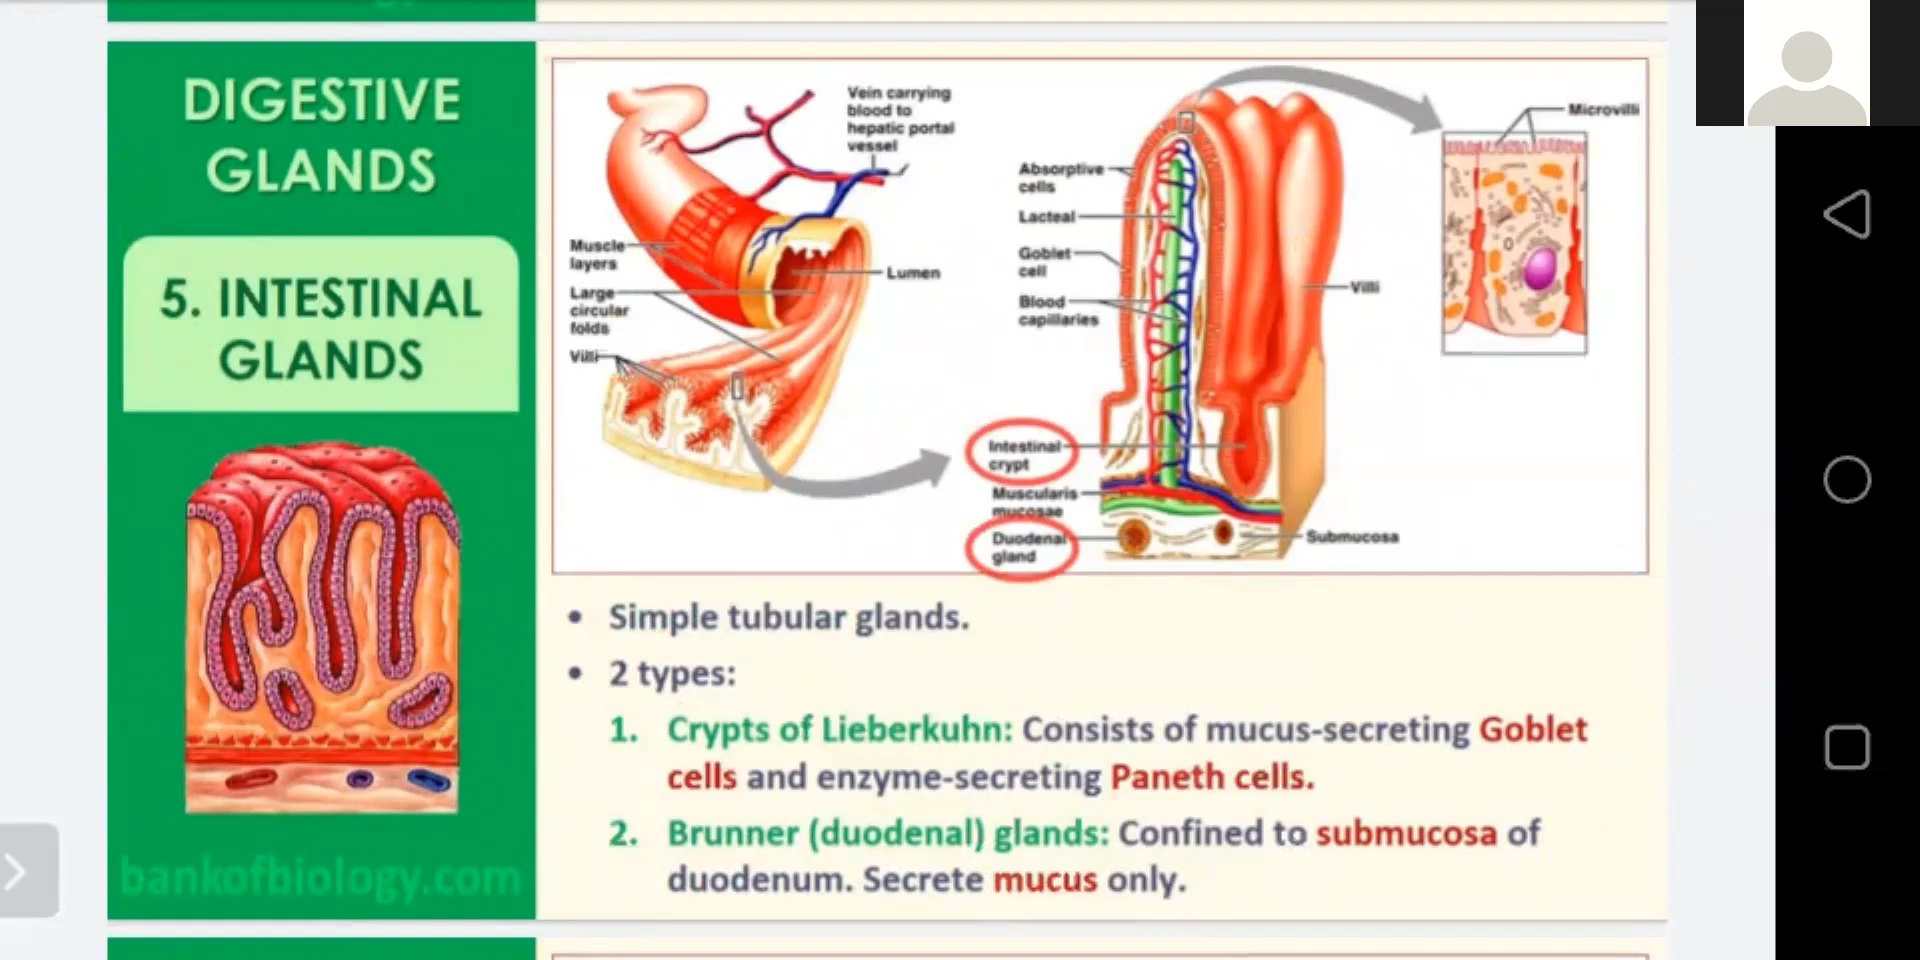 DIGESTIVE
GLANDS
5. INTESTINAL
GLANDS
bankofbiology.com
Vein carrying
blood to
hepatic portal
vessel
Muscle
layers
Large
circular
folds
Villi
Lumen
Absorptive
cells
Lacteal
Goblet
cell
Blood
capillaries
Villi
Microvilli
Intestinal
crypt
Muscularis
mucosae
Duodenal
gland
Submucosa
• Simple tubular glands.
• 2 types:
1. Crypts of Lieberkuhn: Consists of mucus-secreting Goblet
cells and enzyme-secreting Paneth cells.
2. Brunner (duodenal) glands: Confined to submucosa of
duodenum. Secrete mucus only.